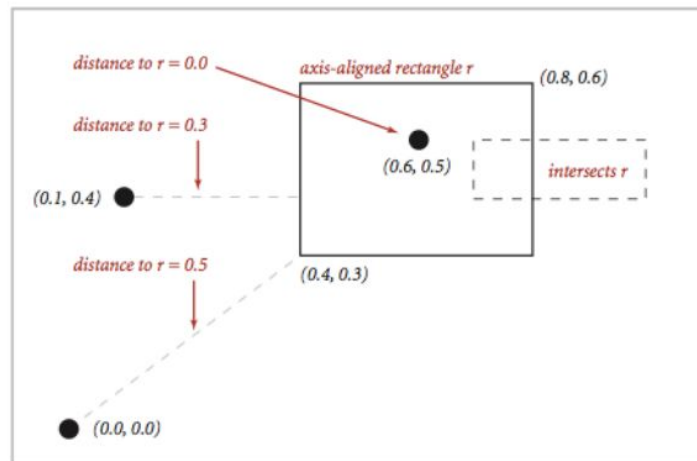 distance to r = 0.0
axis-aligned rectangle r
(0.8, 0.6)
distance to r = 0.3
(0.6, 0.5)
intersects r
(0.1, 0.4)
distance to r = 0.5
(0.4, 0.3)
(0.0, 0.0)